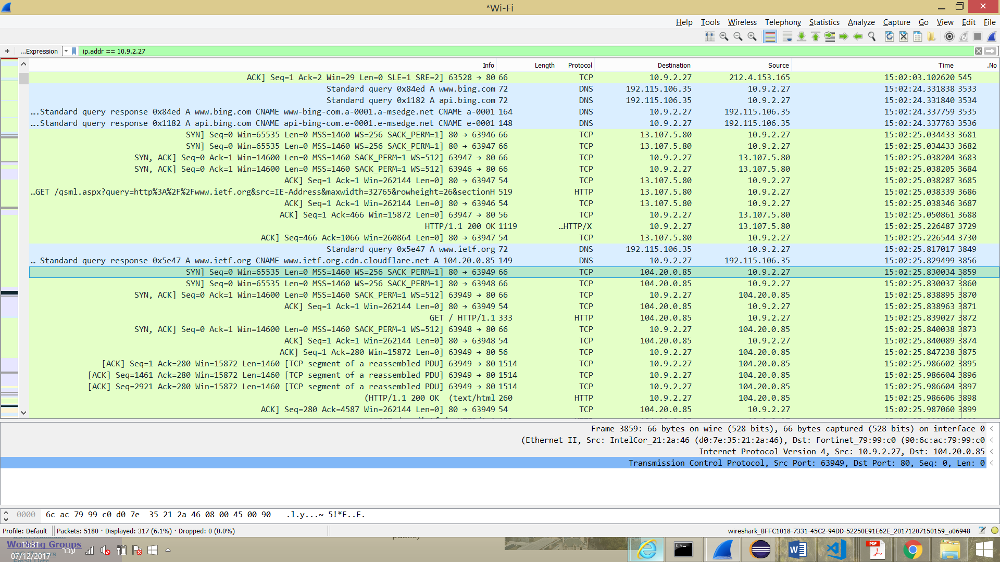 *Wi-Fi
Help Tools Wireless Telephony Statistics Analyze Capture Go View Edit File
+ ...Expression ip.addr == 10.9.2.27
Info Length Protocol Destination Source Time .No
ACK] Seq=1 Ack=2 Win=29 Len=0 SLE=1 SRE=2] 63528 → 80 66 TCP 10.9.2.27 212.4.153.165 15:02:03.102620 545
Standard query 0x84ed A www.bing.com 72 DNS 192.115.106.35 10.9.2.27 15:02:24.331838 3533
Standard query 0x1182 A api.bing.com 72 DNS 192.115.106.35 10.9.2.27 15:02:24.331840 3534
….Standard query response 0x84ed A www.bing.com CNAME www-bing-com.a-0001.a-msedge.net CNAME a-0001 164 DNS 10.9.2.27 192.115.106.35 15:02:24.337759 3535
….Standard query response 0x1182 A api.bing.com CNAME api-bing-com.e-0001.e-msedge.net CNAME e-0001 148 DNS 10.9.2.27 192.115.106.35 15:02:24.337763 3536
SYN] Seq=0 Win=65535 Len=0 MSS=1460 WS=256 SACK_PERM=1] 80 → 63946 66 TCP 13.107.5.80 10.9.2.27 15:02:25.034433 3681
SYN] Seq=0 Win=65535 Len=0 MSS=1460 WS=256 SACK_PERM=1] 80 → 63947 66 TCP 13.107.5.80 10.9.2.27 15:02:25.034433 3682
SYN, ACK] Seq=0 Ack=1 Win=14600 Len=0 MSS=1460 SACK_PERM=1 WS=512] 63947 → 80 66 TCP 10.9.2.27 13.107.5.80 15:02:25.038204 3683
SYN, ACK] Seq=0 Ack=1 Win=14600 Len=0 MSS=1460 SACK_PERM=1 WS=512] 63946 → 80 66 TCP 10.9.2.27 13.107.5.80 15:02:25.038205 3684
ACK] Seq=1 Ack=1 Win=262144 Len=0] 80 → 63947 54 TCP 13.107.5.80 10.9.2.27 15:02:25.038287 3685
…GET /qsml.aspx?query=http%3A%2F%2Fwww.ietf.org&src=IE-Address&maxwidth=32765&rowheight=26&sectionH 519 HTTP 13.107.5.80 10.9.2.27 15:02:25.038339 3686
ACK] Seq=1 Ack=1 Win=262144 Len=0] 80 → 63946 54 TCP 13.107.5.80 10.9.2.27 15:02:25.038346 3687
ACK] Seq=1 Ack=466 Win=15872 Len=0] 63947 → 80 56 TCP 10.9.2.27 13.107.5.80 15:02:25.050861 3688
HTTP/1.1 200 OK 1119 …HTTP/X 10.9.2.27 13.107.5.80 15:02:25.226487 3729
ACK] Seq=466 Ack=1066 Win=260864 Len=0] 80 → 63947 54 TCP 13.107.5.80 10.9.2.27 15:02:25.226544 3730
Standard query 0x5e47 A www.ietf.org 72 DNS 192.115.106.35 10.9.2.27 15:02:25.817017 3849
… Standard query response 0x5e47 A www.ietf.org CNAME www.ietf.org.cdn.cloudflare.net A 104.20.0.85 149 DNS 10.9.2.27 192.115.106.35 15:02:25.829499 3856
SYN] Seq=0 Win=65535 Len=0 MSS=1460 WS=256 SACK_PERM=1] 80 → 63949 66 TCP 104.20.0.85 10.9.2.27 15:02:25.830034 3859
SYN] Seq=0 Win=65535 Len=0 MSS=1460 WS=256 SACK_PERM=1] 80 → 63948 66 TCP 104.20.0.85 10.9.2.27 15:02:25.830037 3860
SYN, ACK] Seq=0 Ack=1 Win=14600 Len=0 MSS=1460 SACK_PERM=1 WS=512] 63949 → 80 66 TCP 10.9.2.27 104.20.0.85 15:02:25.838895 3870
ACK] Seq=1 Ack=1 Win=262144 Len=0] 80 → 63949 54 TCP 104.20.0.85 10.9.2.27 15:02:25.838963 3871
GET / HTTP/1.1 333 HTTP 104.20.0.85 10.9.2.27 15:02:25.839027 3872
SYN, ACK] Seq=0 Ack=1 Win=14600 Len=0 MSS=1460 SACK_PERM=1 WS=512] 63948 → 80 66 TCP 10.9.2.27 104.20.0.85 15:02:25.840038 3873
ACK] Seq=1 Ack=1 Win=262144 Len=0] 80 → 63948 54 TCP 104.20.0.85 10.9.2.27 15:02:25.840089 3874
ACK] Seq=1 Ack=280 Win=15872 Len=0] 63949 → 80 56 TCP 10.9.2.27 104.20.0.85 15:02:25.847238 3875
[ACK] Seq=1 Ack=280 Win=15872 Len=1460 [TCP segment of a reassembled PDU] 63949 → 80 1514 TCP 10.9.2.27 104.20.0.85 15:02:25.986602 3895
[ACK] Seq=1461 Ack=280 Win=15872 Len=1460 [TCP segment of a reassembled PDU] 63949 → 80 1514 TCP 10.9.2.27 104.20.0.85 15:02:25.986604 3896
[ACK] Seq=2921 Ack=280 Win=15872 Len=1460 [TCP segment of a reassembled PDU] 63949 → 80 1514 TCP 10.9.2.27 104.20.0.85 15:02:25.986604 3897
(HTTP/1.1 200 OK (text/html 260 HTTP 10.9.2.27 104.20.0.85 15:02:25.986606 3898
ACK] Seq=280 Ack=4587 Win=262144 Len=0] 80 → 63949 54 TCP 104.20.0.85 10.9.2.27 15:02:25.987060 3899
Frame 3859: 66 bytes on wire (528 bits), 66 bytes captured (528 bits) on interface 0
(Ethernet II, Src: IntelCor_21:2a:46 (d0:7e:35:21:2a:46), Dst: Fortinet_79:99:c0 (90:6c:ac:79:99:c0
Internet Protocol Version 4, Src: 10.9.2.27, Dst: 104.20.0.85
Transmission Control Protocol, Src Port: 63949, Dst Port: 80, Seq: 0, Len: 0
0000 6c ac 79 99 c0 d0 7e 35 21 2a 46 08 00 45 00 90 .l.y...~ 5!*F..E.
Profile: Default Packets: 5180 · Displayed: 317 (6.1%) · Dropped: 0 (0.0%) wireshark_BFFC1018-7331-45C2-94DD-52250E91E62E_20171207150159_a06948
Working Groups
15:31
עבר
07/12/2017
PDF